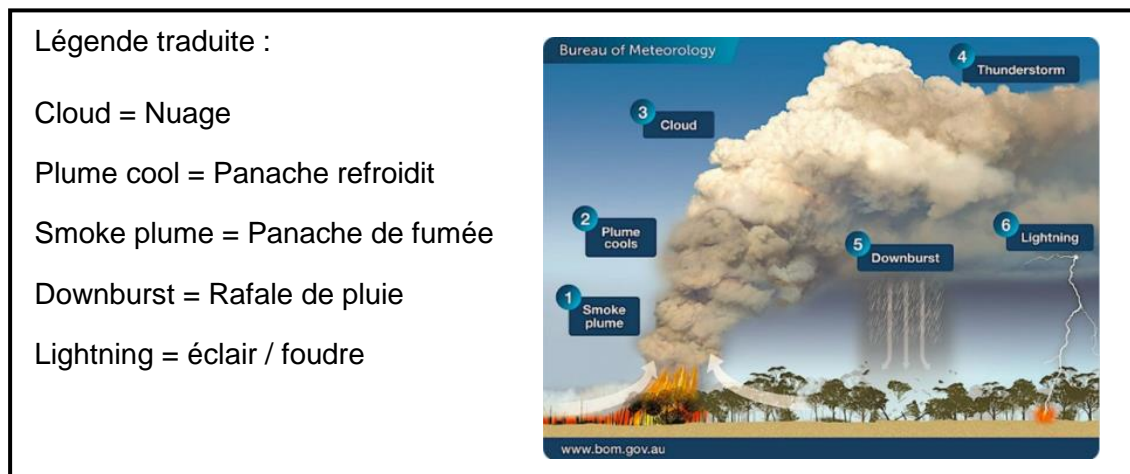 Légende traduite :
Cloud = Nuage
Plume cool = Panache refroidit
Smoke plume = Panache de fumée
Downburst = Rafale de pluie
Lightning = éclair / foudre
Bureau of Meteorology
4
Thunderstorm
3
Cloud
2
Plume
cools
5
Downburst
6
Lightning
1
Smoke
plume
www.bom.gov.au